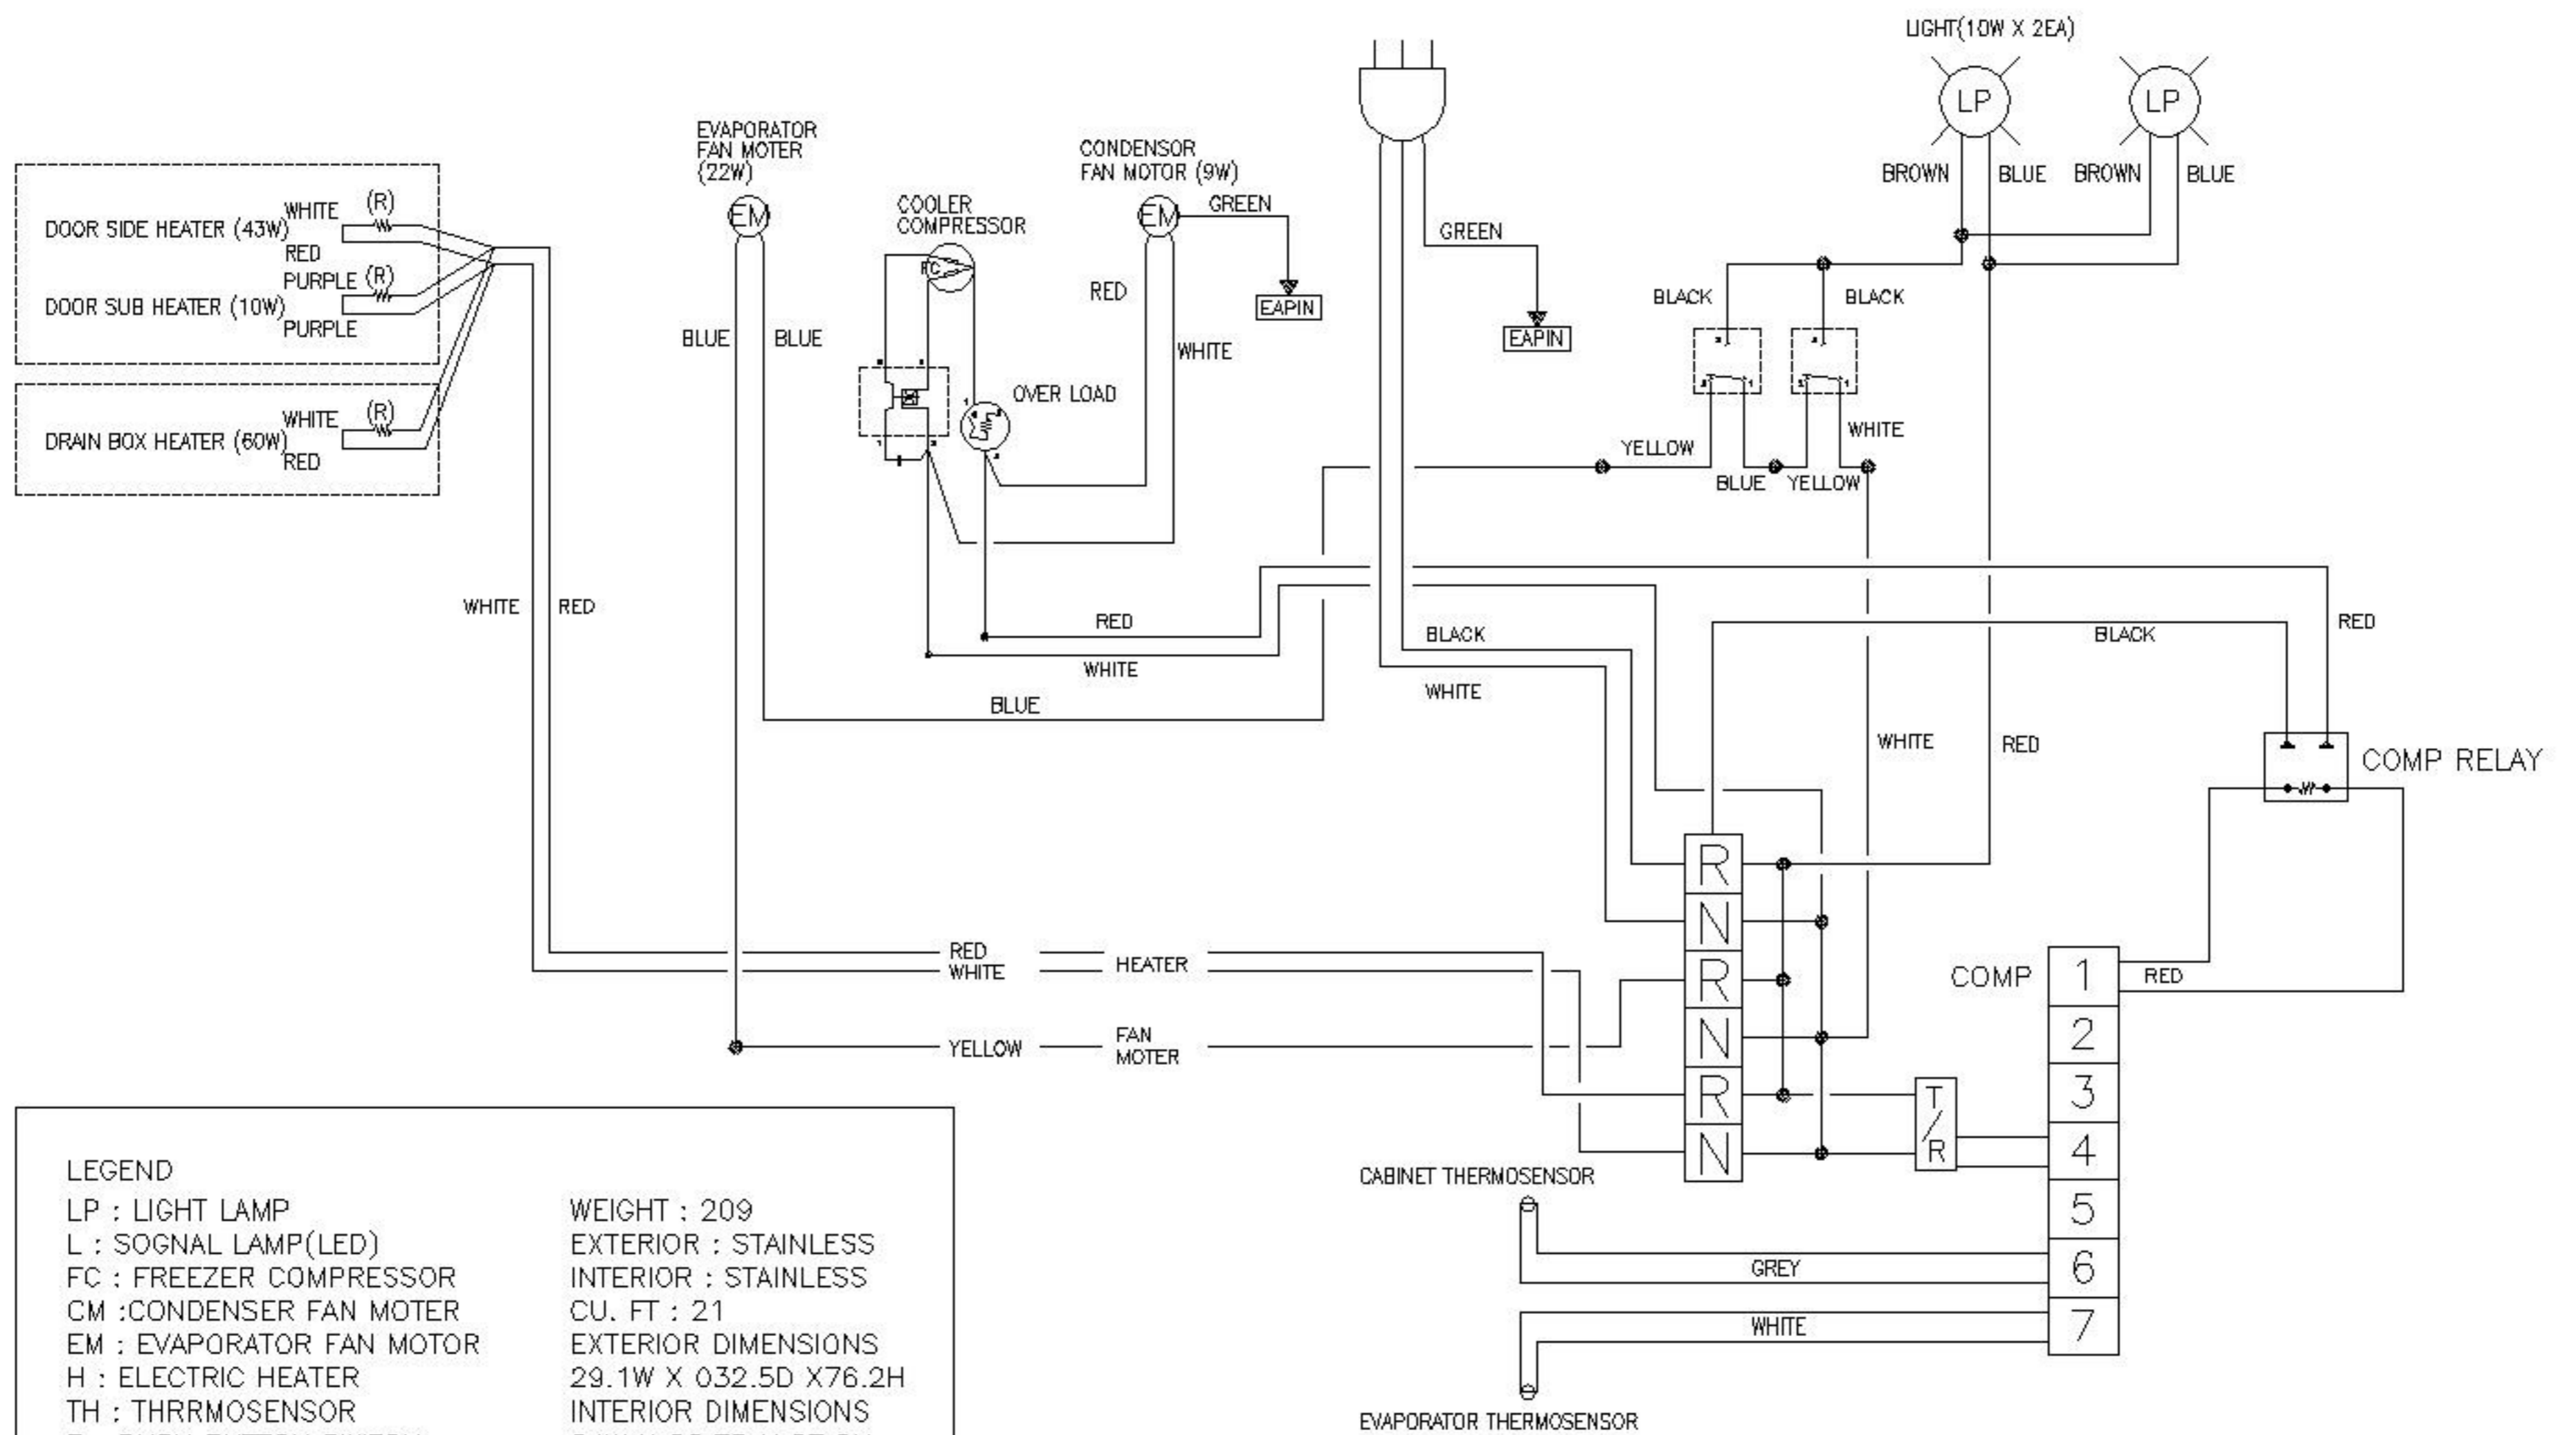 LIGHT(10W X 2EA)
LP
LP
BROWN
BLUE
BROWN
BLUE
EVAPORATOR
FAN MOTER
(22W)
EM
COOLER
COMPRESSOR
FC
CONDENSOR
FAN MOTOR (9W)
EM
GREEN
EAPIN
GREEN
EAPIN
DOOR SIDE HEATER (43W)
WHITE
(R)
RED
PURPLE
(R)
DOOR SUB HEATER (10W)
PURPLE
WHITE
(R)
DRAIN BOX HEATER (60W)
RED
BLUE
BLUE
RED
WHITE
OVER LOAD
BLACK
BLACK
YELLOW
WHITE
BLUE
YELLOW
WHITE
RED
RED
WHITE
BLUE
BLACK
WHITE
BLACK
RED
WHITE
RED
COMP RELAY
R
N
R
N
R
N
RED
WHITE
HEATER
YELLOW
FAN
MOTER
T
/
R
COMP
1
2
3
4
5
6
7
RED
CABINET THERMOSENSOR
GREY
WHITE
EVAPORATOR THERMOSENSOR
LEGEND
LP : LIGHT LAMP
L : SOGNAL LAMP(LED)
FC : FREEZER COMPRESSOR
CM :CONDENSER FAN MOTER
EM : EVAPORATOR FAN MOTOR
H : ELECTRIC HEATER
TH : THRRMOSENSOR
WEIGHT : 209
EXTERIOR : STAINLESS
INTERIOR : STAINLESS
CU. FT : 21
EXTERIOR DIMENSIONS
29.1W X 032.5D X76.2H
INTERIOR DIMENSIONS